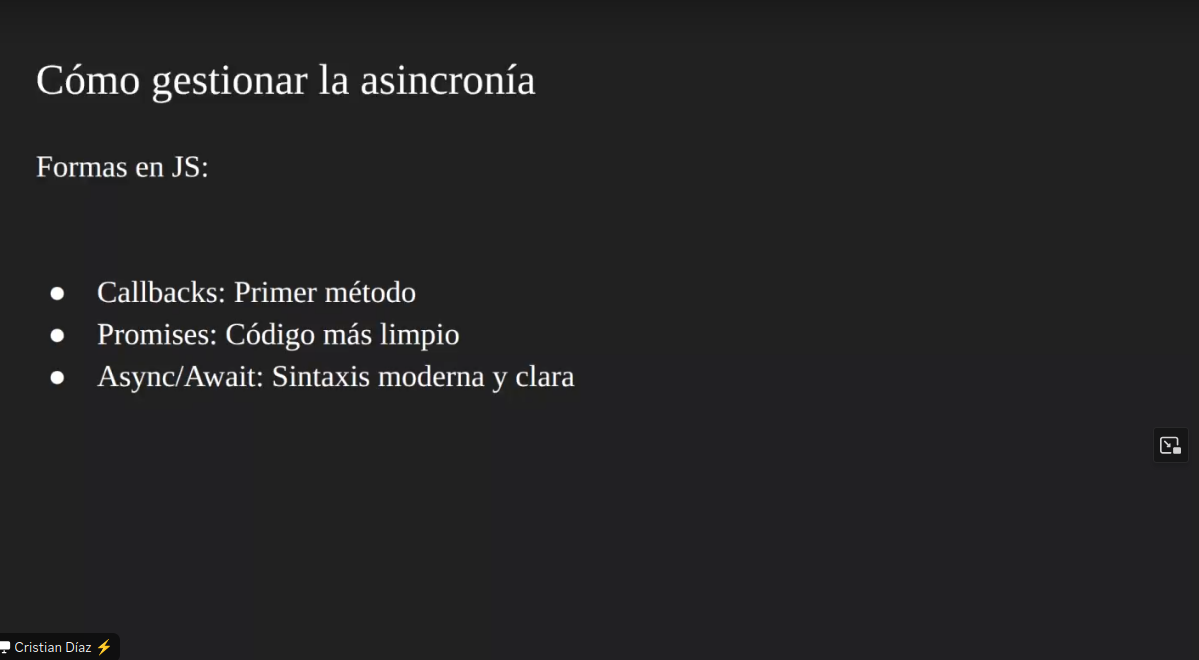 Cómo gestionar la asincronía
Formas en JS:
● Callbacks: Primer método
● Promises: Código más limpio
● Async/Await: Sintaxis moderna y clara
Cristian Díaz ⚡